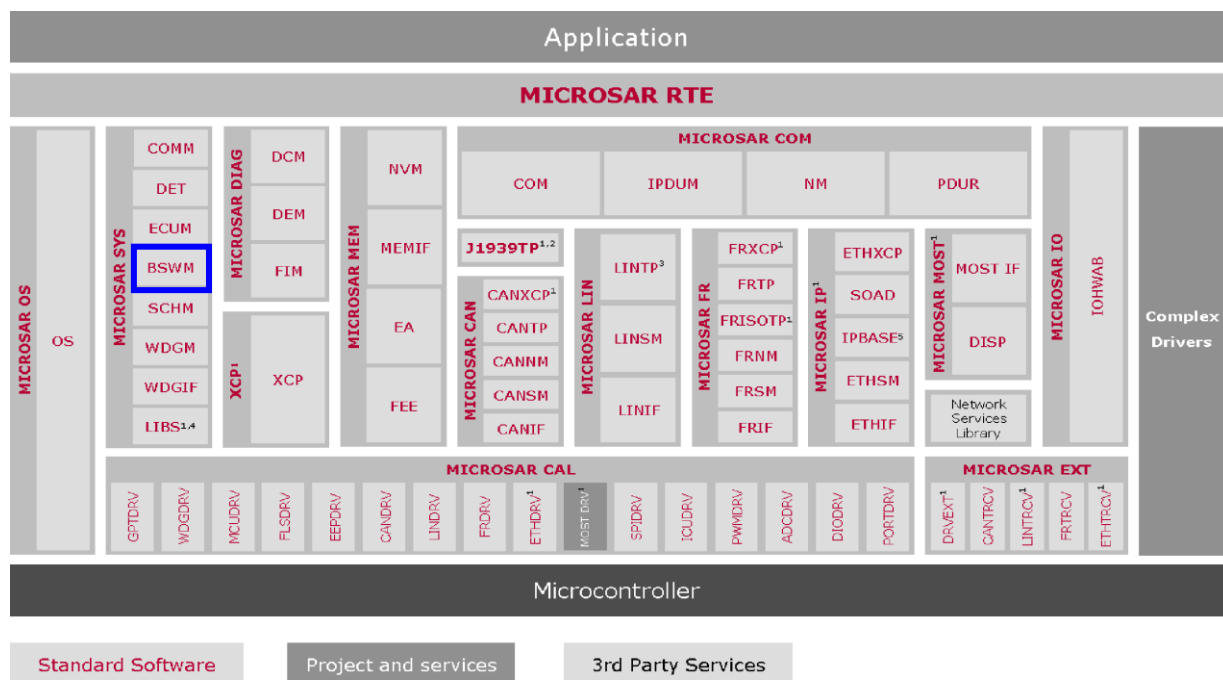 Application
MICROSAR RTE
MICROSAR OS
OS
MICROSAR SYS
COMM
DET
ECUM
BSWM
SCHM
WDGM
WDGIF
LIBS1,4
MICROSAR DIAG
DCM
DEM
FIM
XCP1
XCP
MICROSAR MEM
NVM
MEMIF
EA
FEE
MICROSAR COM
COM
IPDUM
NM
PDUR
J1939TP1,2
MICROSAR CAN
CANXCP1
CANTP
CANNM
CANSM
CANIF
MICROSAR LIN
LINTP3
LINSM
LINIF
MICROSAR FR
FRXCP1
FRTP
FRISOTP1
FRNM
FRSM
FRIF
MICROSAR IP1
ETHXCP
SOAD
IPBASE5
ETHSM
ETHIF
MICROSAR MOST1
MOST IF
DISP
Network
Services
Library
MICROSAR IO
IOHWAB
Complex
Drivers
MICROSAR CAL
GPTDRV
WDGDRV
MCUDRV
FLSDRV
EEPDRV
CANDRV
LINDRV
FRDRV
ETHDRV1
MOST DRV1
SPIDRV
ICUDRV
PWMDRV
ADCDRV
DIODRV
PORTDRV
MICROSAR EXT
DRVEXT1
CANTRCV
LINTRCV1
FRTRCV
ETHTRCV1
Microcontroller
Standard Software
Project and services
3rd Party Services